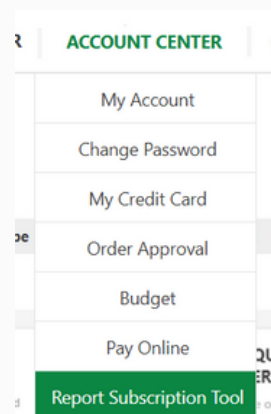 R ACCOUNT CENTER
My Account
Change Password
My Credit Card
Order Approval
Budget
Pay Online
Report Subscription Tool